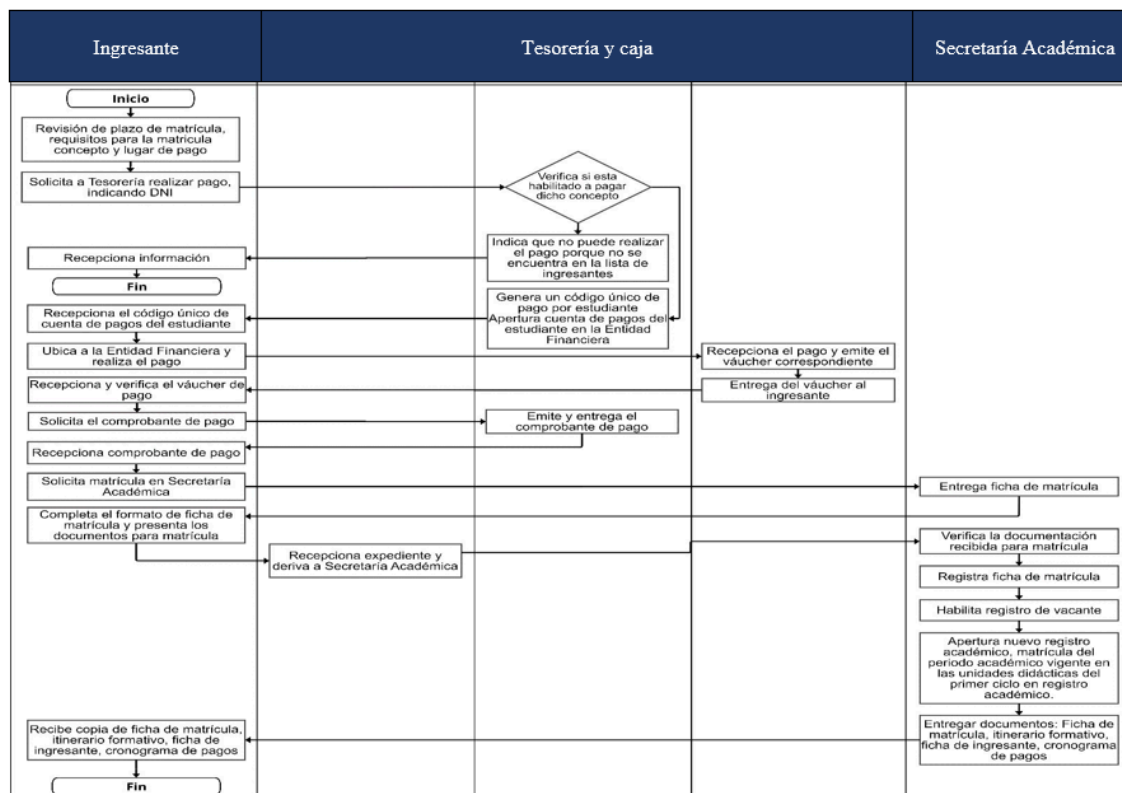 Ingresante
Tesorería y caja
Secretaría Académica
Inicio
Revisión de plazo de matrícula,
requisitos para la matricula
concepto y lugar de pago
Solicita a Tesorería realizar pago,
indicando DNI
Verifica si esta
habilitado a pagar
dicho concepto
Indica que no puede realizar
el pago porque no se
encuentra en la lista de
ingresantes
Recepciona información
Fin
Genera un código único de
pago por estudiante
Apertura cuenta de pagos del
estudiante en la Entidad
Financiera
Recepciona el código único de
cuenta de pagos del estudiante
Ubica a la Entidad Financiera y
realiza el pago
Recepciona el pago y emite el
váucher correspondiente
Entrega del váucher al
ingresante
Recepciona y verifica el váucher de
pago
Solicita el comprobante de pago
Emite y entrega el
comprobante de pago
Recepciona comprobante de pago
Solicita matrícula en Secretaría
Académica
Entrega ficha de matrícula
Completa el formato de ficha de
matrícula y presenta los
documentos para matrícula
Recepciona expediente y
deriva a Secretaría Académica
Verifica la documentación
recibida para matrícula
Registra ficha de matrícula
Habilita registro de vacante
Apertura nuevo registro
académico, matrícula del
periodo académico vigente en
las unidades didácticas del
primer ciclo en registro
académico.
Entregar documentos: Ficha de
matrícula, itinerario formativo,
ficha de ingresante, cronograma
de pagos
Recibe copia de ficha de matrícula,
itinerario formativo, ficha de
ingresante, cronograma de pagos
Fin